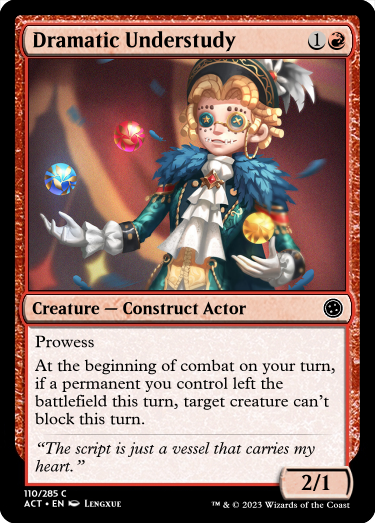 Dramatic Understudy 1
Creature — Construct Actor
Prowess
At the beginning of combat on your turn,
if a permanent you control left the
battlefield this turn, target creature can't
block this turn.
“The script is just a vessel that carries my
heart.”
2/1
110/285 C
ACT • EN Lengxue
™ & © 2023 Wizards of the Coast